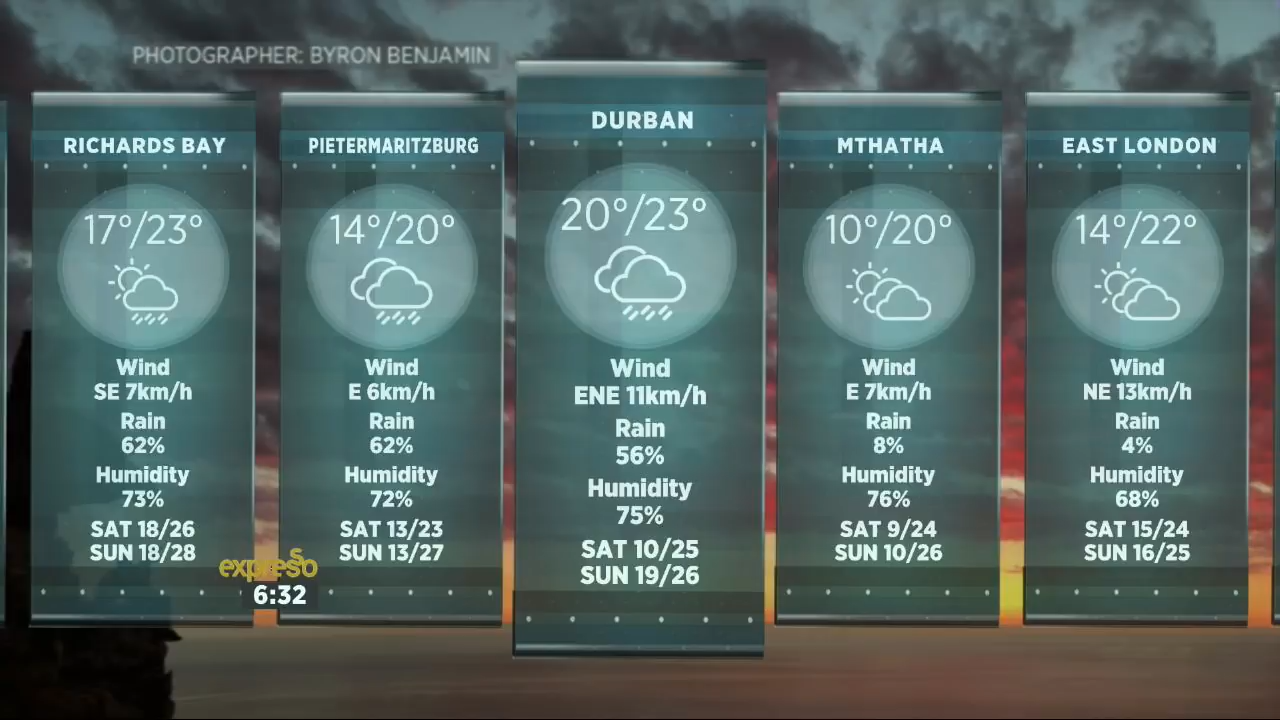 PHOTOGRAPHER: BYRON BENJAMIN
RICHARDS BAY
17°/23°
Wind
SE 7km/h
Rain
62%
Humidity
73%
SAT 18/26
SUN 18/28
PIETERMARITZBURG
14°/20°
Wind
E 6km/h
Rain
62%
Humidity
72%
SAT 13/23
SUN 13/27
DURBAN
20°/23°
Wind
ENE 11km/h
Rain
56%
Humidity
75%
SAT 10/25
SUN 19/26
MTHATHA
10°/20°
Wind
E 7km/h
Rain
8%
Humidity
76%
SAT 9/24
SUN 10/26
EAST LONDON
14°/22°
Wind
NE 13km/h
Rain
4%
Humidity
68%
SAT 15/24
SUN 16/25
expresso
6:32